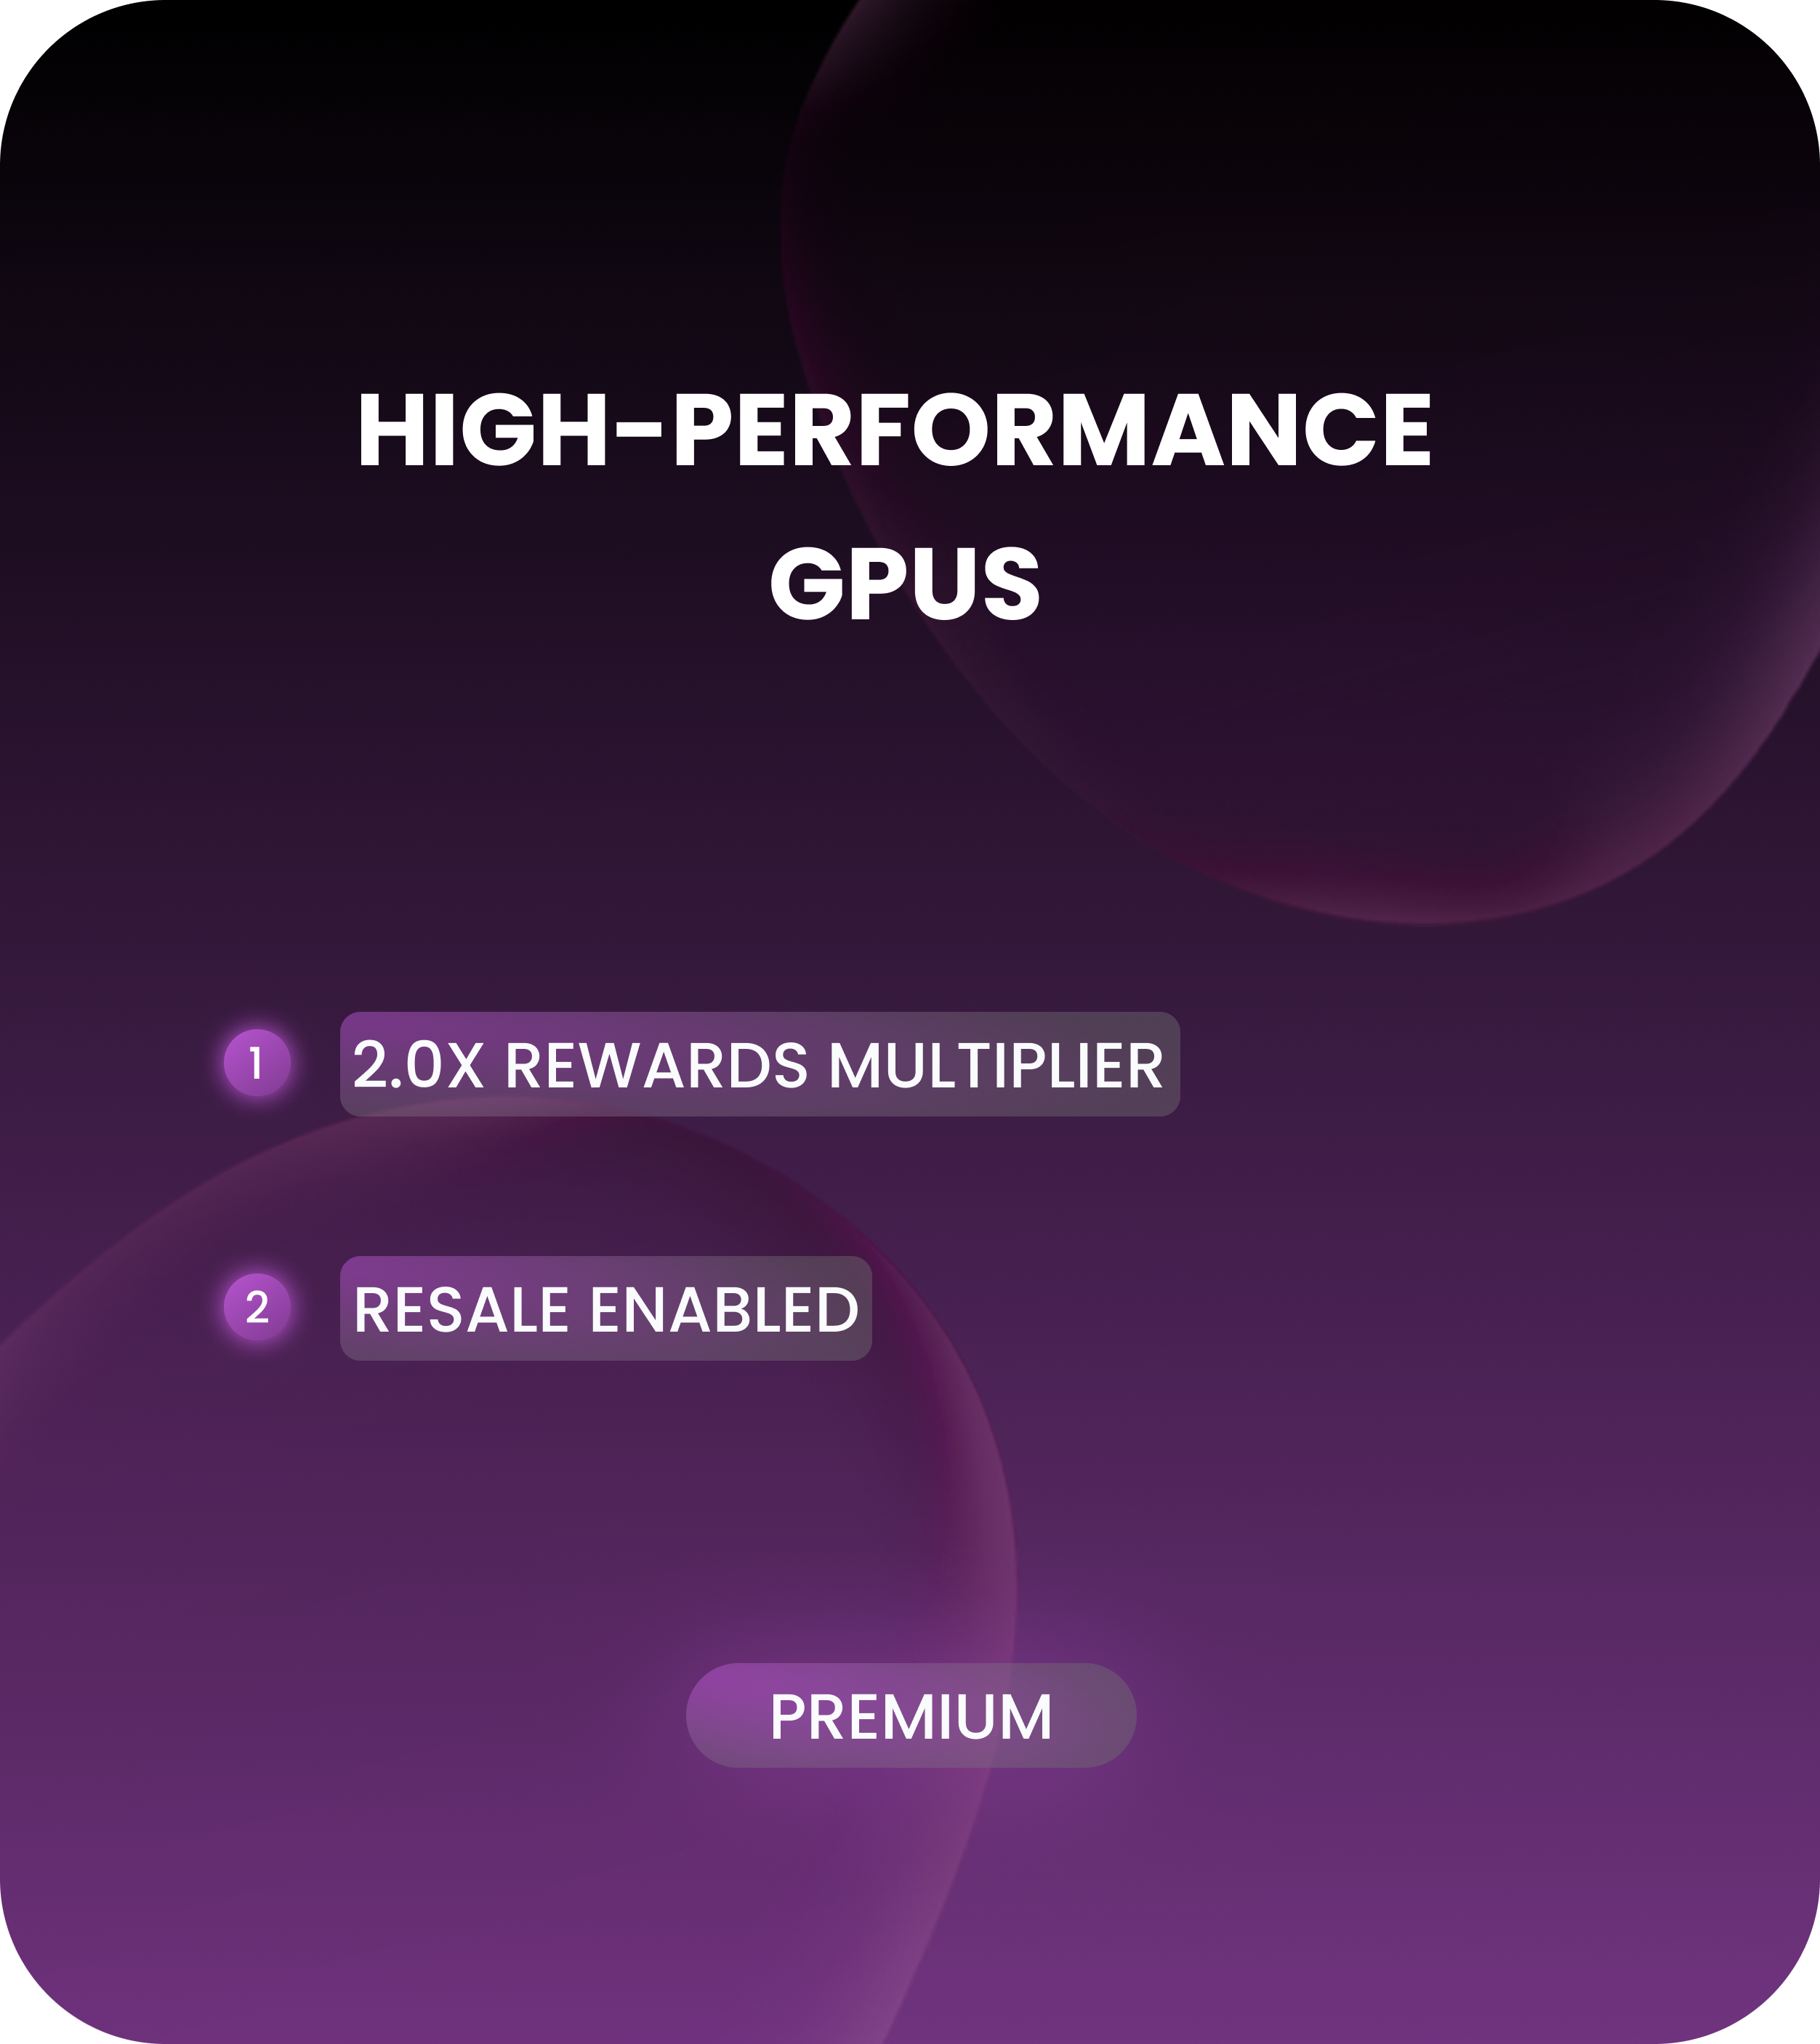 HIGH-PERFORMANCE
GPUS
1 2.0X REWARDS MULTIPLIER
2 RESALE ENABLED
PREMIUM